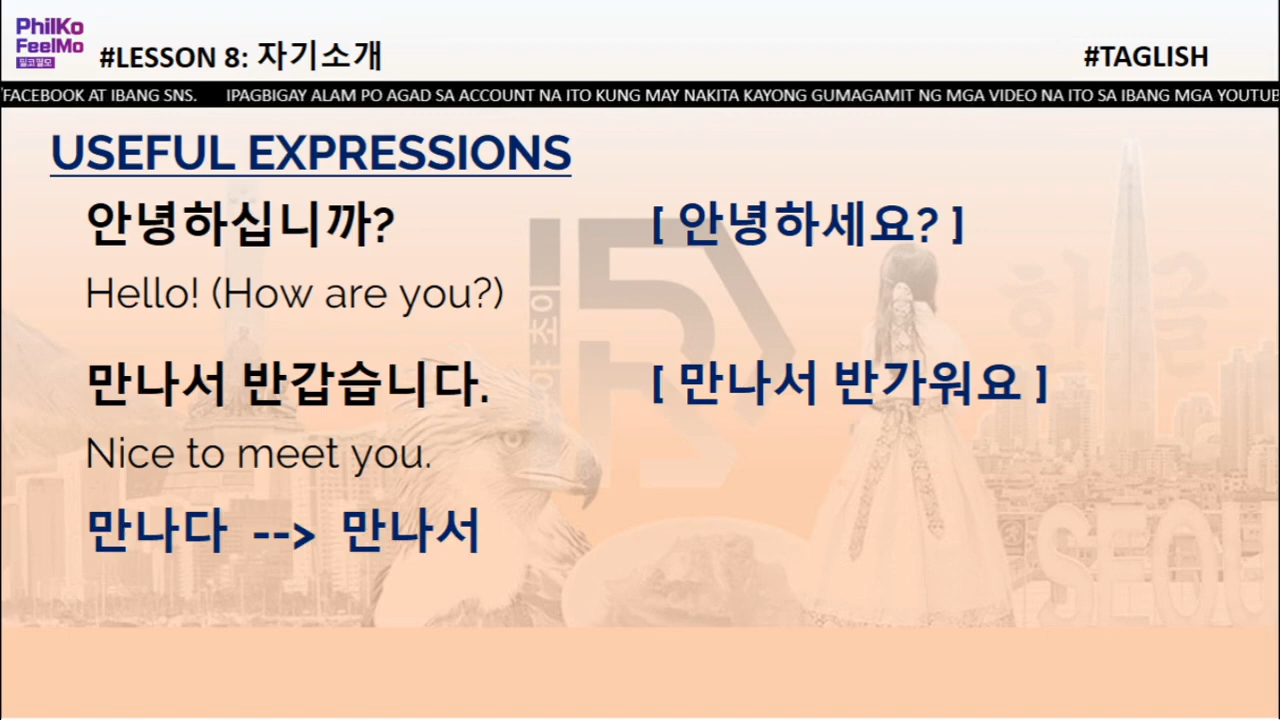 PhilKo
FeelMo
필코필모
#LESSON 8: 자기소개
#TAGLISH
FACEBOOK AT IBANG SNS. IPAGBIGAY ALAM PO AGAD SA ACCOUNT NA ITO KUNG MAY NAKITA KAYONG GUMAGAMIT NG MGA VIDEO NA ITO SA IBANG MGA YOUTUB
USEFUL EXPRESSIONS
안녕하십니까? [ 안녕하세요? ]
Hello! (How are you?)
만나서 반갑습니다. [ 만나서 반가워요 ]
Nice to meet you.
만나다 --> 만나서
한글
SEOU